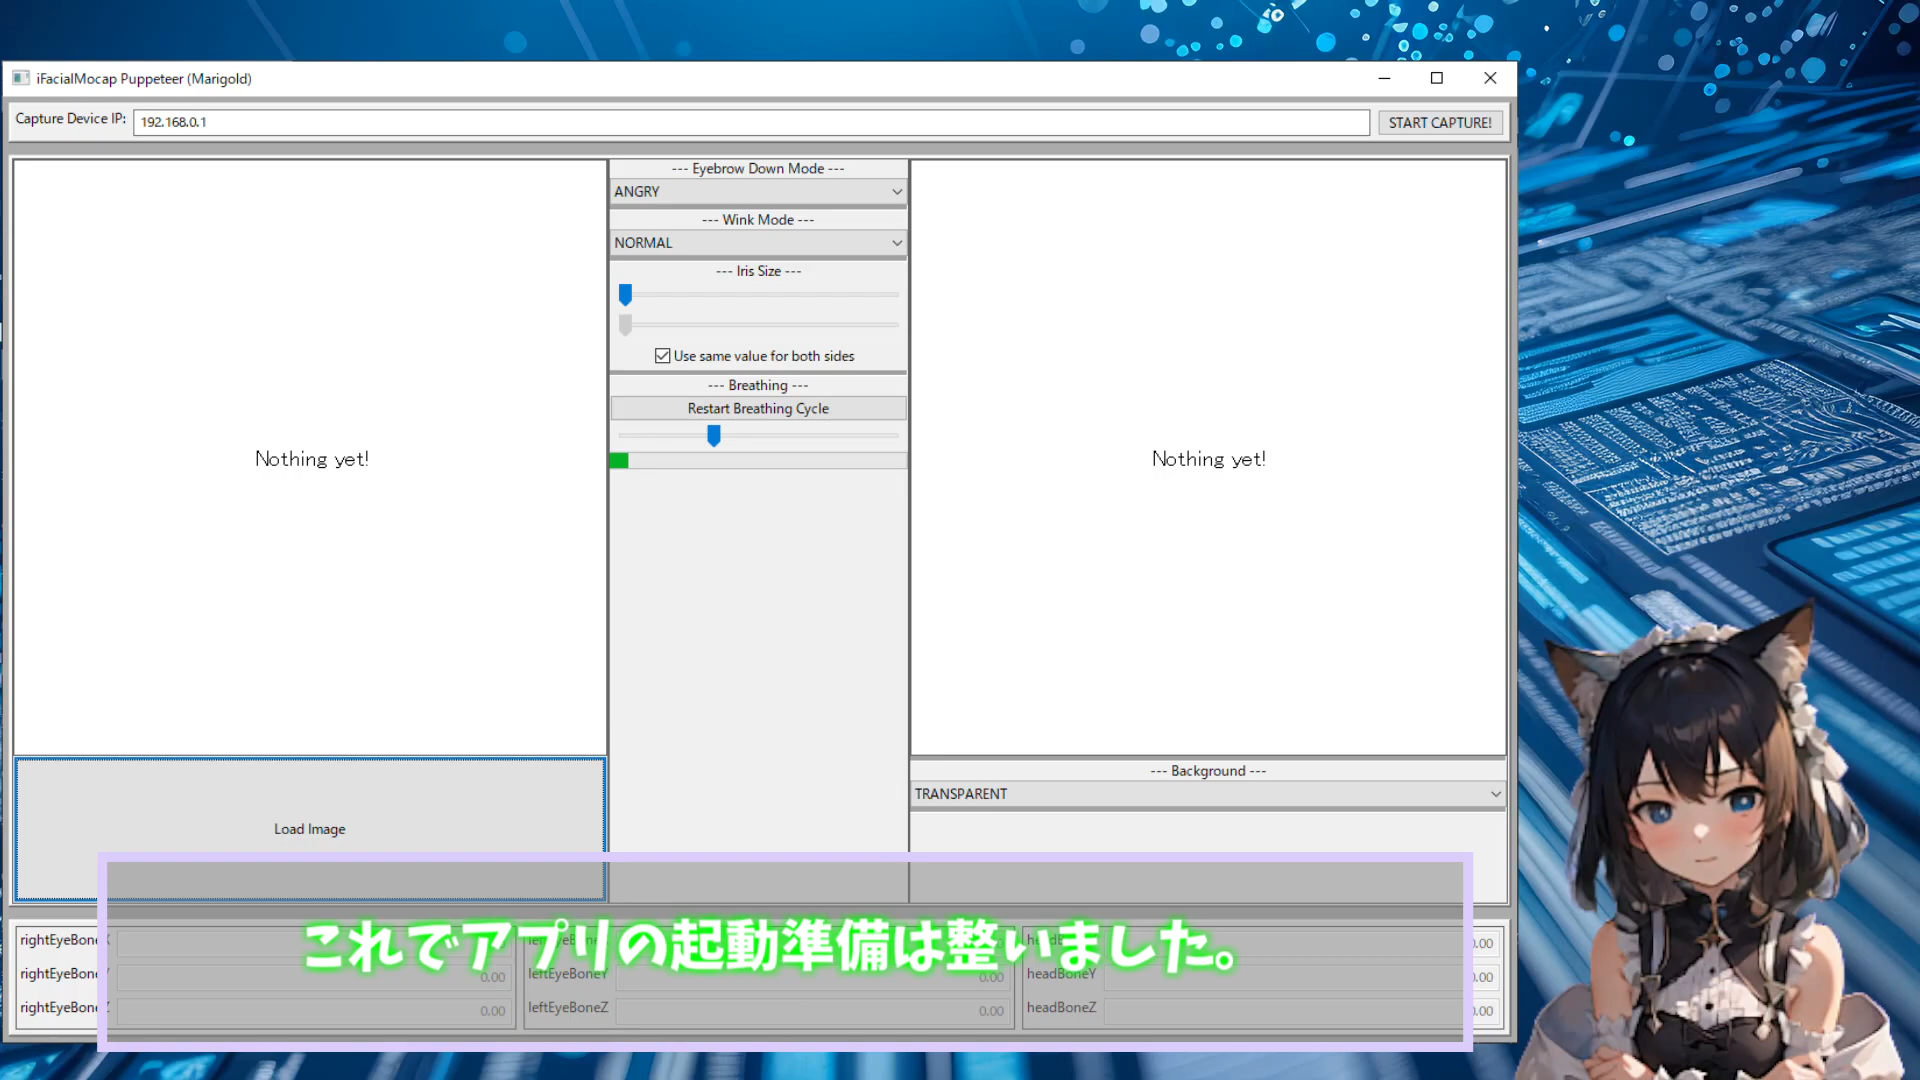 iFacialMocap Puppeteer (Marigold)
Capture Device IP:
192.168.0.1
START CAPTURE!
Nothing yet!
--- Eyebrow Down Mode ---
ANGRY
--- Wink Mode ---
NORMAL
--- Iris Size ---
Use same value for both sides
--- Breathing ---
Restart Breathing Cycle
Nothing yet!
Load Image
--- Background ---
TRANSPARENT
これでアプリの起動準備は整いました。
rightEyeBoneX
rightEyeBoneY
0.00
rightEyeBoneZ
0.00
leftEyeBoneY
0.00
leftEyeBoneZ
0.00
headBoneY
headBoneZ